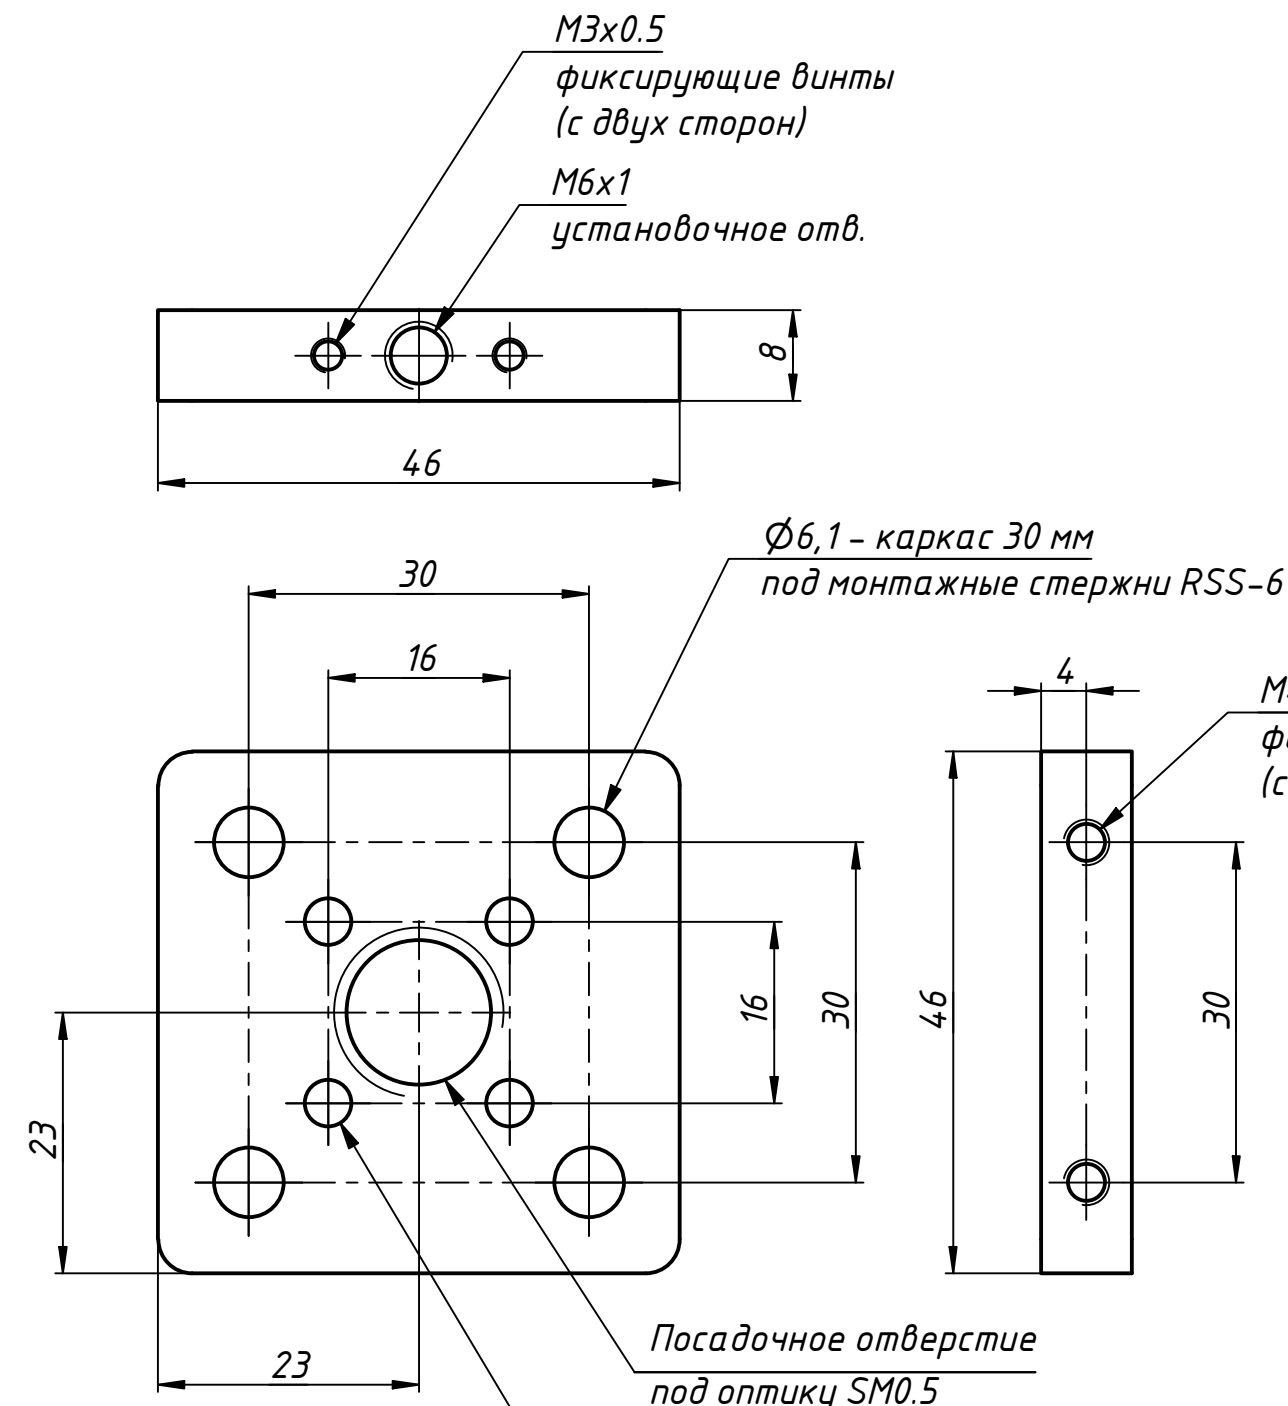 M3x0.5
фиксирующие винты
(с двух сторон)
M6x1
установочное отв.
8
46
Ø6,1 – каркас 30 мм
под монтажные стержни RSS-6
30
16
4
16
30
46
30
23
23
Посадочное отверстие
под оптику SM0.5